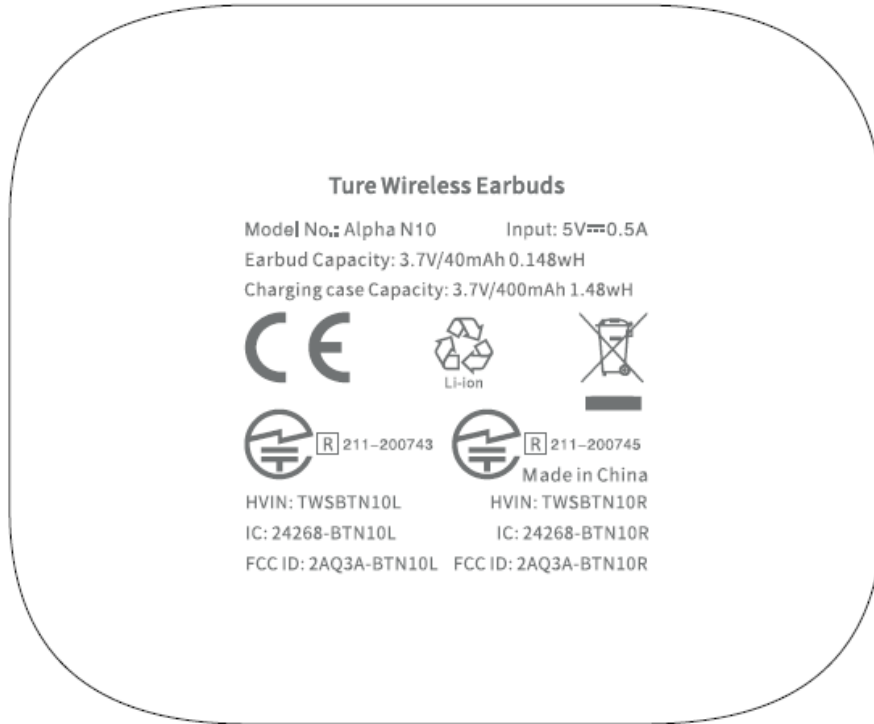 Ture Wireless Earbuds
Model No.: Alpha N10 Input: 5V⎓0.5A
Earbud Capacity: 3.7V/40mAh 0.148wH
Charging case Capacity: 3.7V/400mAh 1.48wH
CE
Li-ion
R 211-200743 R 211-200745
Made in China
HVIN: TWSBTN10L HVIN: TWSBTN10R
IC: 24268-BTN10L IC: 24268-BTN10R
FCC ID: 2AQ3A-BTN10L FCC ID: 2AQ3A-BTN10R